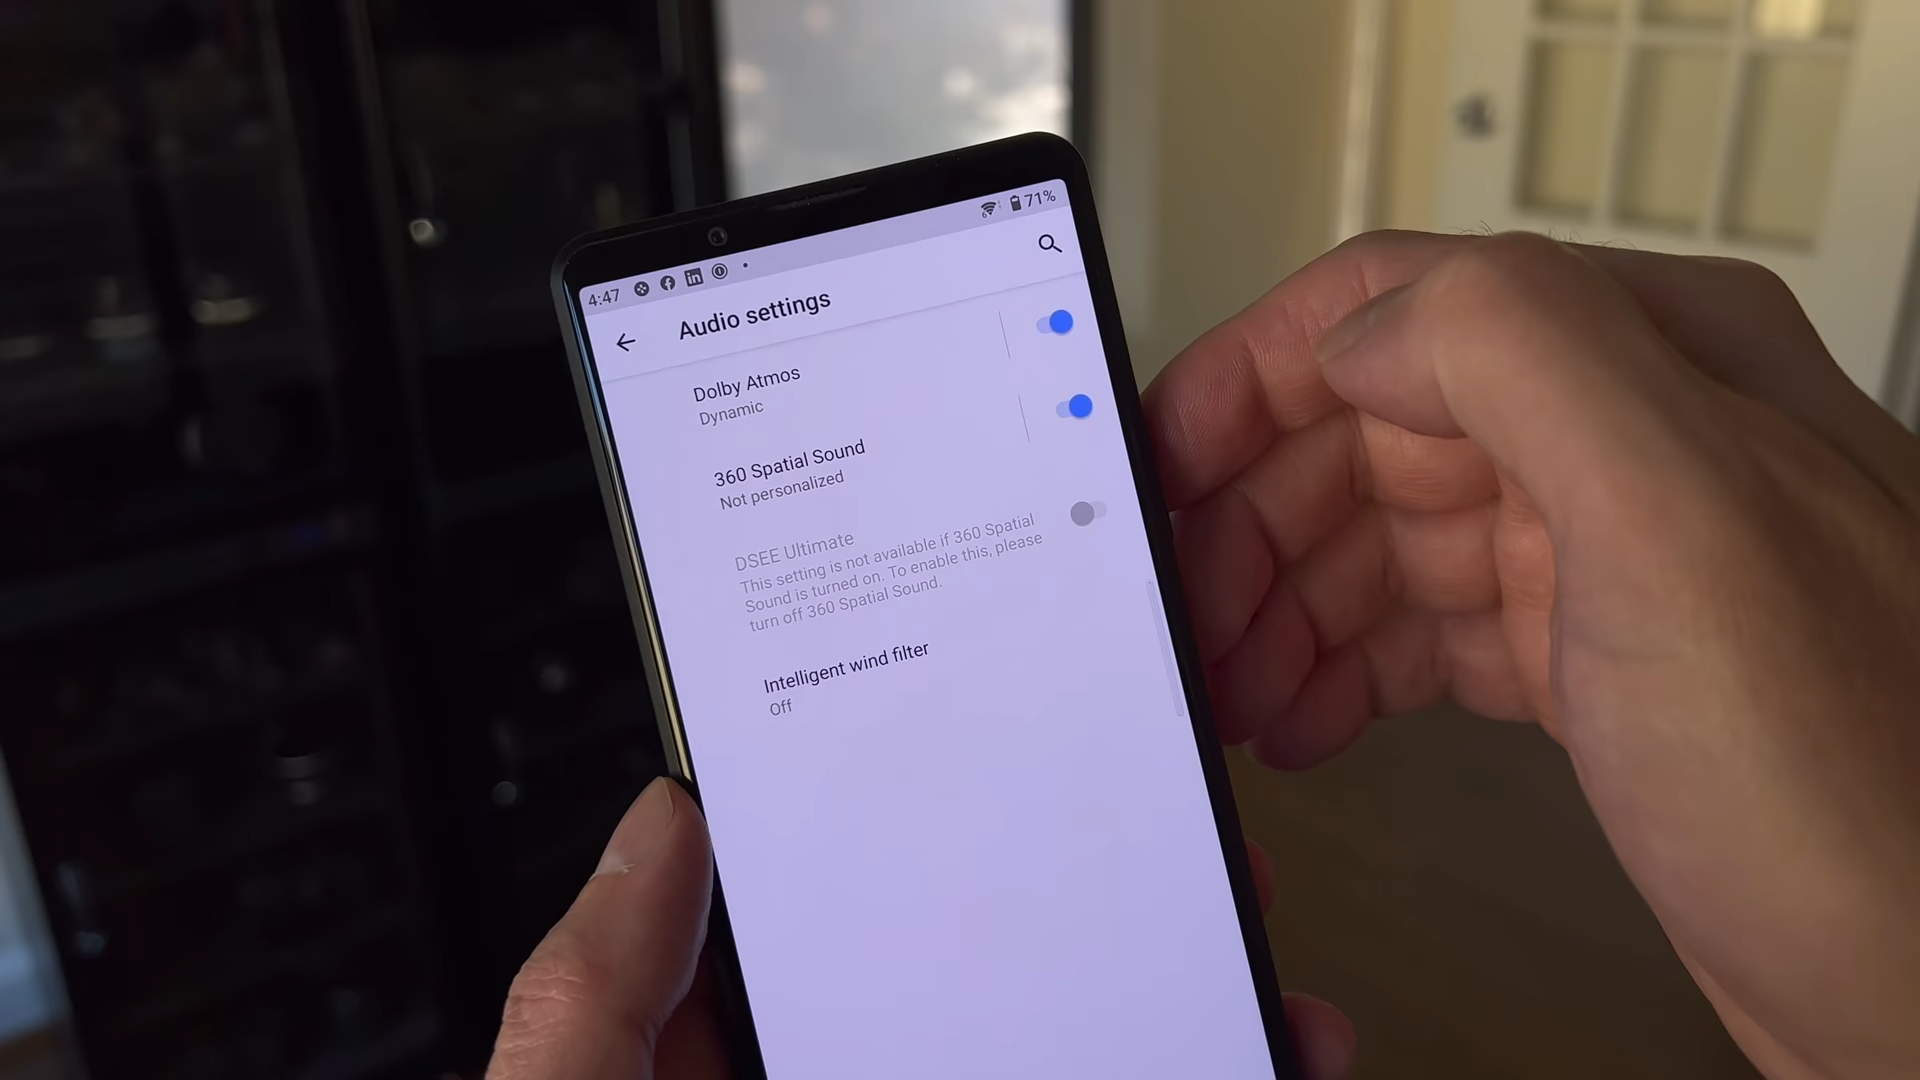 4:47
71%
Audio settings
Dolby Atmos
Dynamic
360 Spatial Sound
Not personalized
DSEE Ultimate
This setting is not available if 360 Spatial
Sound is turned on. To enable this, please
turn off 360 Spatial Sound.
Intelligent wind filter
Off